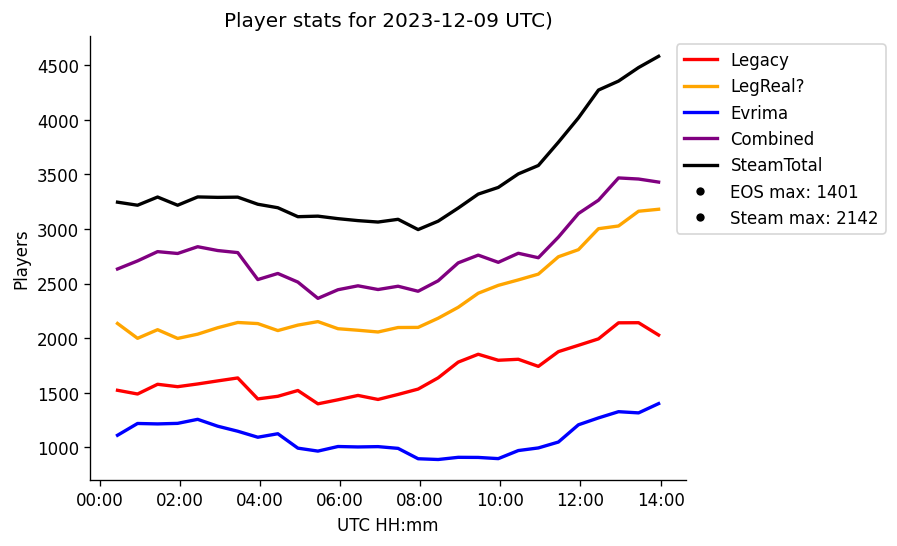 Player stats for 2023-12-09 UTC)
4500
4000
3500
3000
2500
2000
1500
1000
Players
00:00 02:00 04:00 06:00 08:00 10:00 12:00 14:00
UTC HH:mm
Legacy
LegReal?
Evrima
Combined
SteamTotal
EOS max: 1401
Steam max: 2142